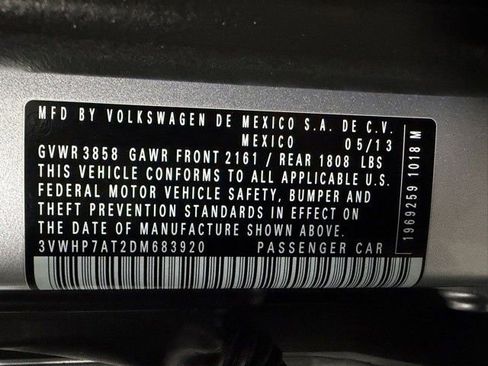 MFD BY VOLKSWAGEN DE MEXICO S.A. DE C.V.
MEXICO 05/13
GVWR 3858 GAWR FRONT 2161 / REAR 1808 LBS
THIS VEHICLE CONFORMS TO ALL APPLICABLE U.S.
FEDERAL MOTOR VEHICLE SAFETY, BUMPER AND
THEFT PREVENTION STANDARDS IN EFFECT ON
THE DATE OF MANUFACTURE SHOWN ABOVE.
3VWHP7AT2DM683920 PASSENGER CAR
1969259 1018 M